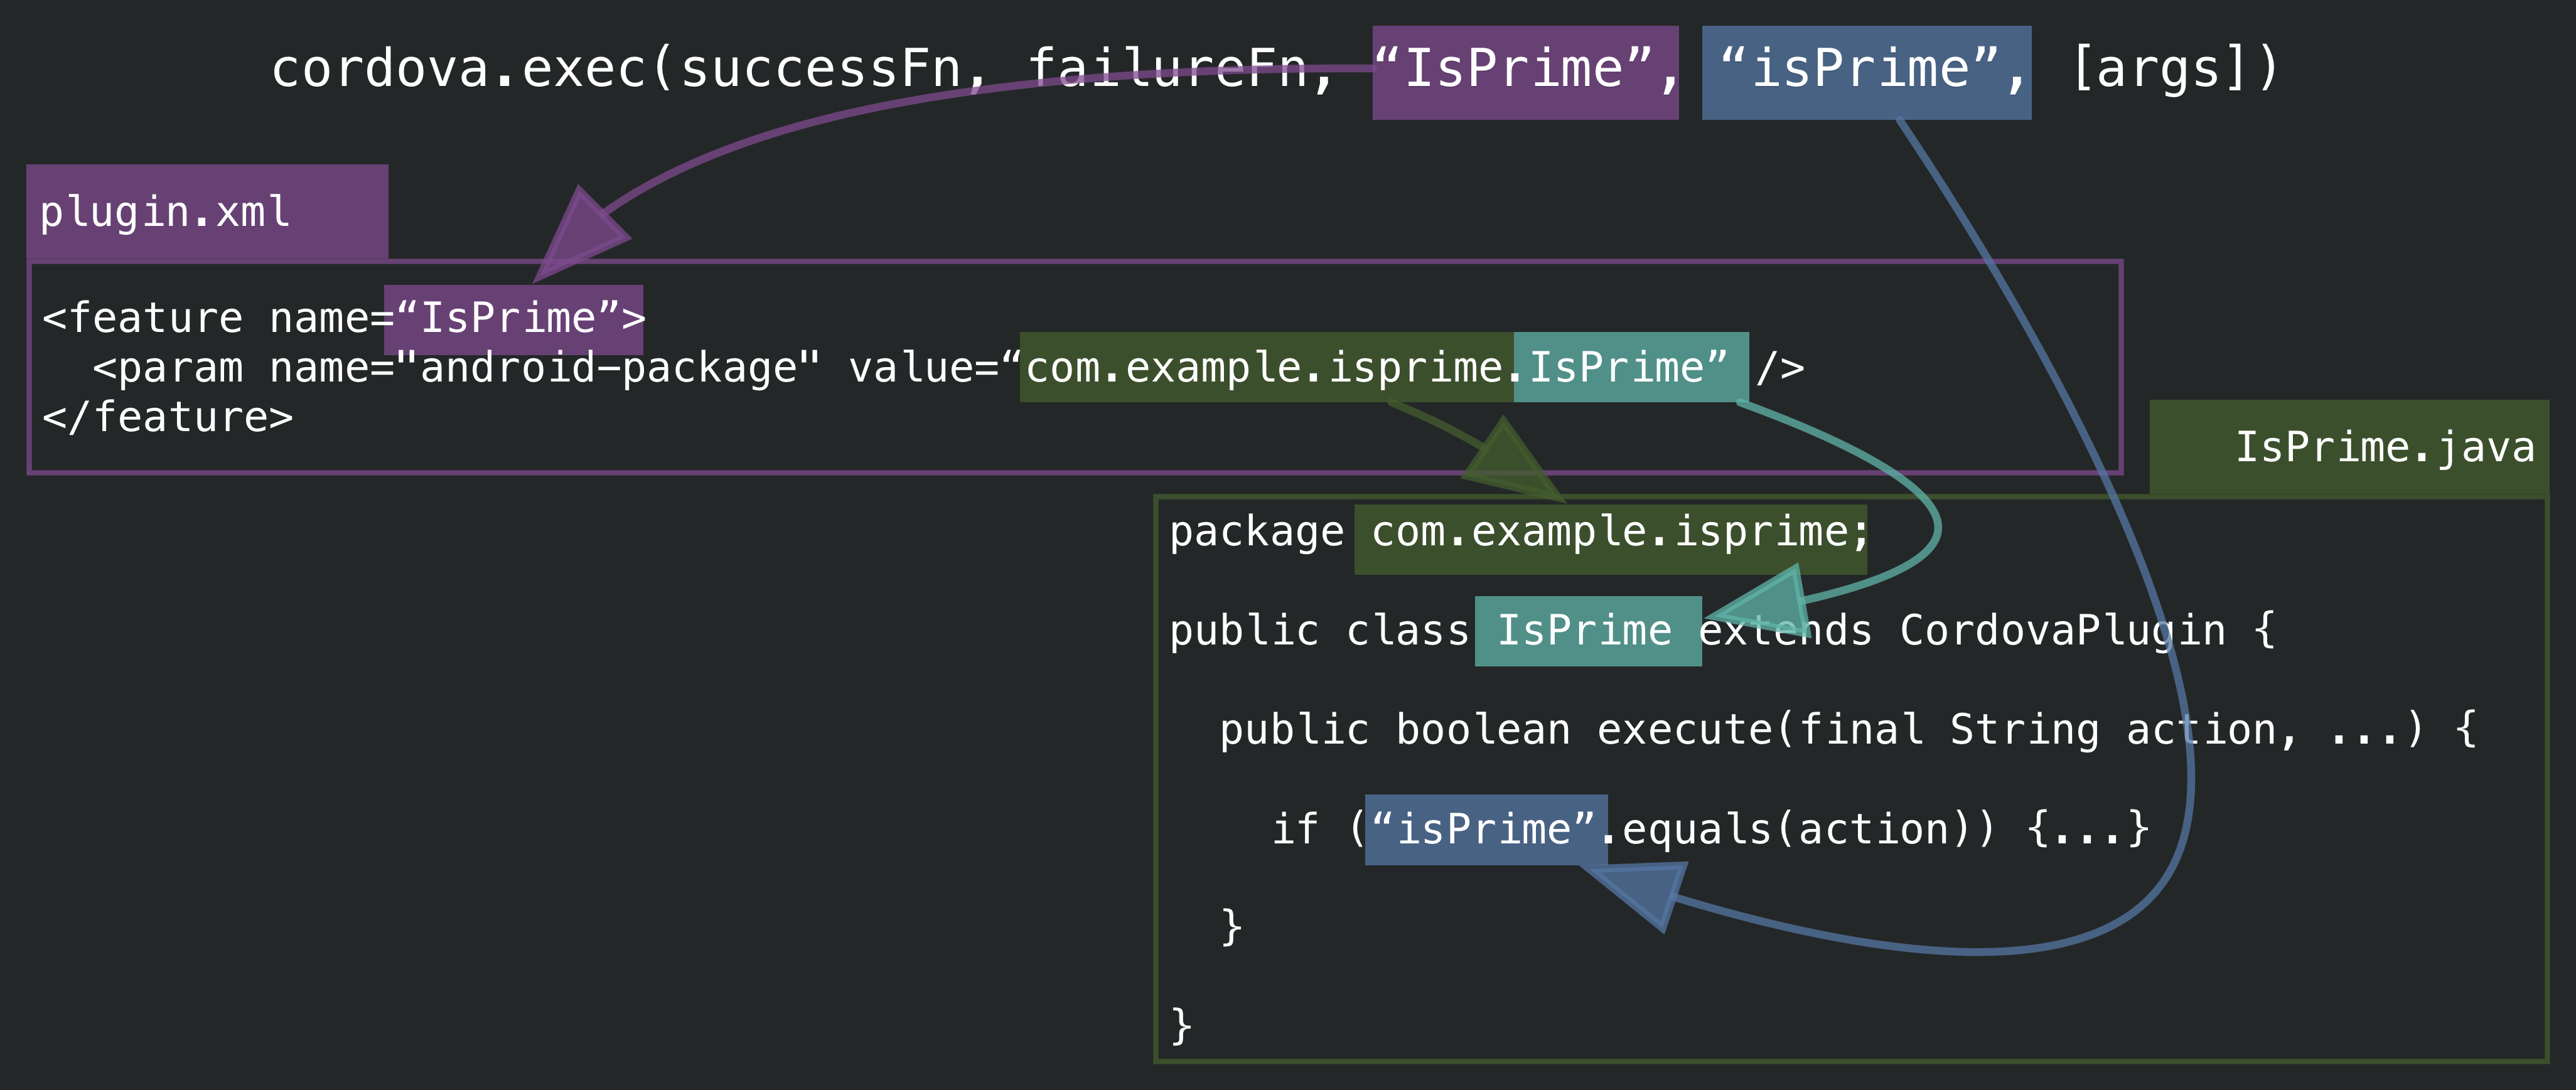 cordova.exec(successFn, failureFn, “IsPrime”, “isPrime”, [args])
plugin.xml
<feature name=“IsPrime”>
  <param name="android-package" value=“com.example.isprime.IsPrime” />
</feature>
IsPrime.java
package com.example.isprime;
public class IsPrime extends CordovaPlugin {
  public boolean execute(final String action, ...) {
    if (“isPrime”.equals(action)) {...}
  }
}